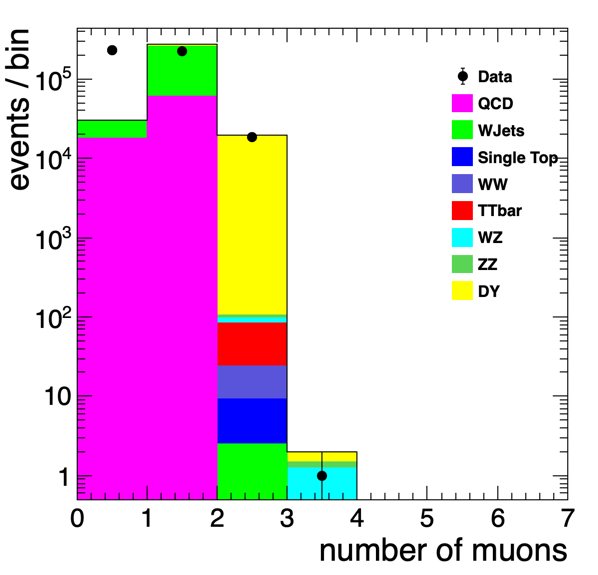 events / bin
10^5
10^4
10^3
10^2
10
1
0 1 2 3 4 5 6 7
number of muons
Data
QCD
WJets
Single Top
WW
TTbar
WZ
ZZ
DY